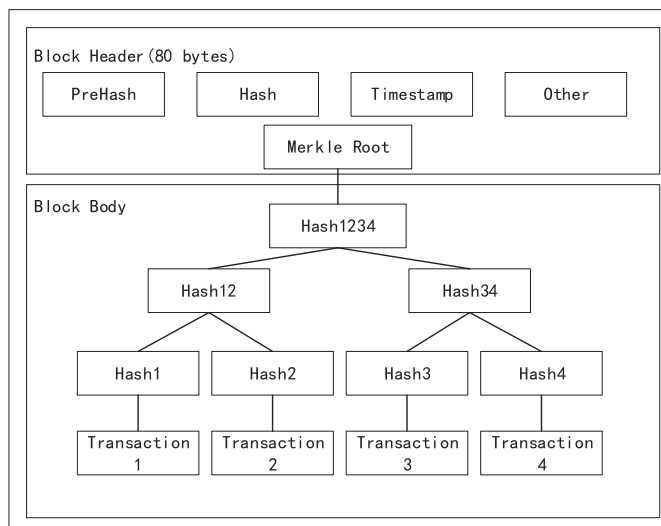 Block Header(80 bytes)
PreHash
Hash
Timestamp
Other
Merkle Root
Block Body
Hash1234
Hash12
Hash34
Hash1
Hash2
Hash3
Hash4
Transaction
1
Transaction
2
Transaction
3
Transaction
4